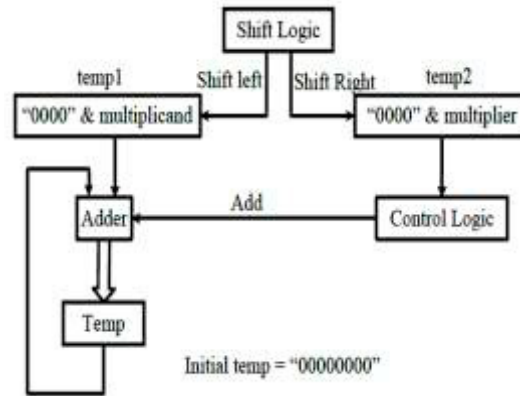 Shift Logic
temp1
Shift left
Shift Right
temp2
“0000” & multiplicand
“0000” & multiplier
Adder
Add
Control Logic
Temp
Initial temp = “00000000”